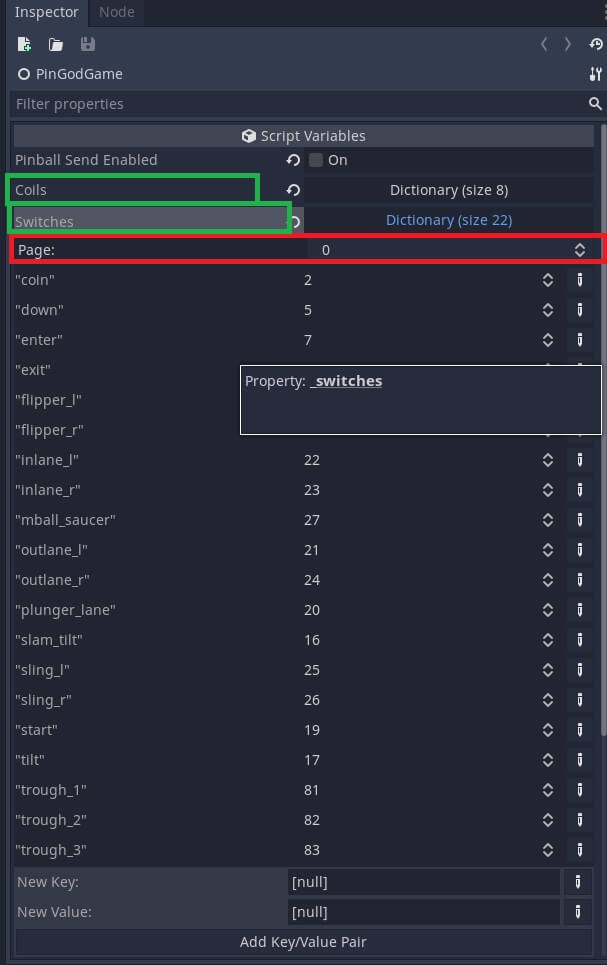 Inspector Node
PinGodGame
Filter properties
Script Variables
Pinball Send Enabled On
Coils Dictionary (size 8)
Switches Dictionary (size 22)
Page: 0
"coin" 2
"down" 5
"enter" 7
"exit"
Property: _switches
"flipper_l"
"flipper_r"
"inlane_l" 22
"inlane_r" 23
"mball_saucer" 27
"outlane_l" 21
"outlane_r" 24
"plunger_lane" 20
"slam_tilt" 16
"sling_l" 25
"sling_r" 26
"start" 19
"tilt" 17
"trough_1" 81
"trough_2" 82
"trough_3" 83
New Key: [null]
New Value: [null]
Add Key/Value Pair